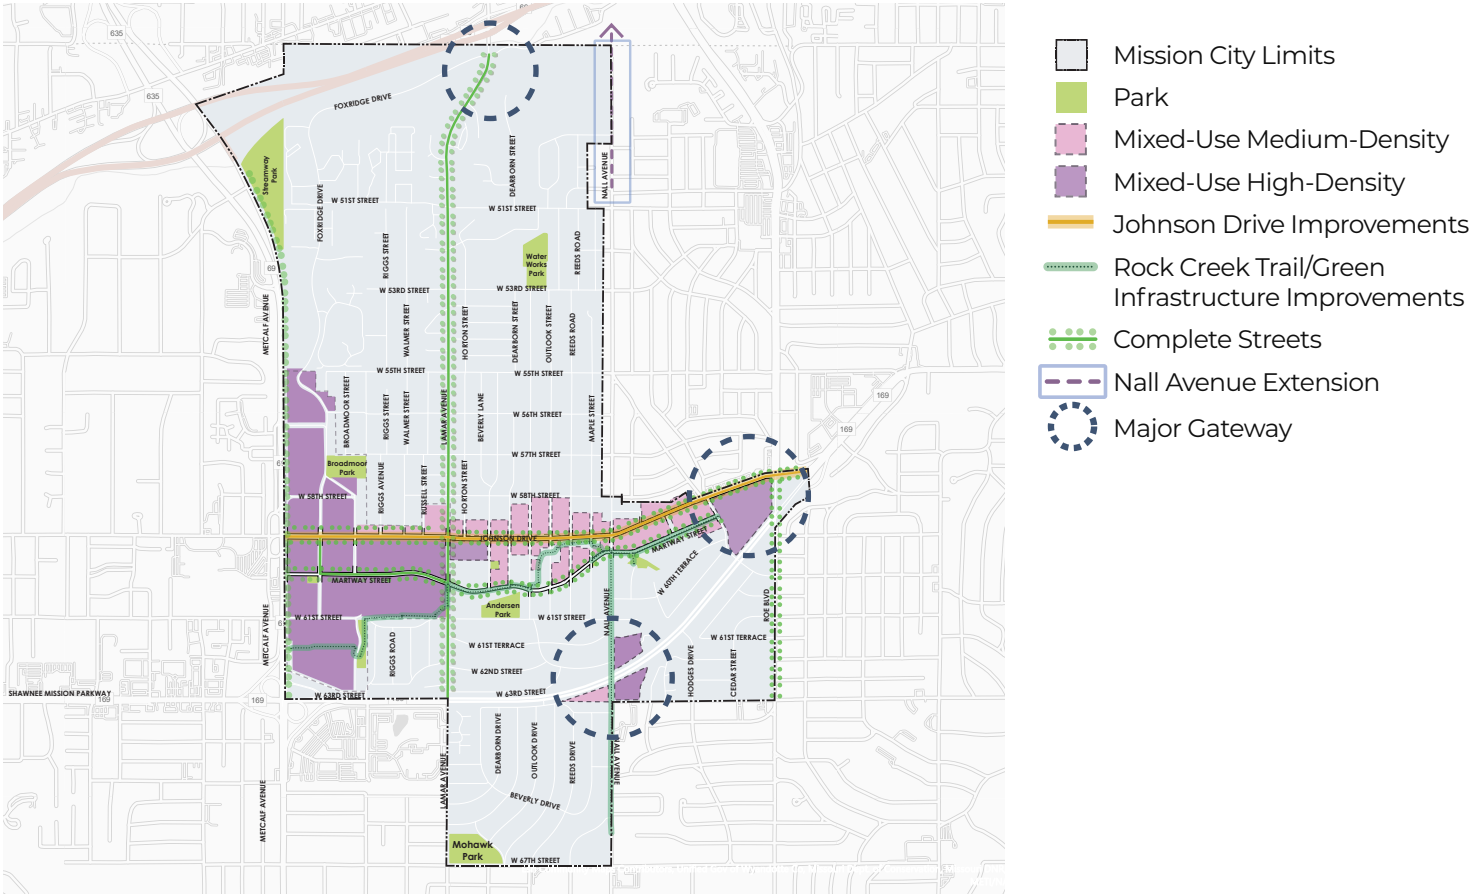 635
635
FOXRIDGE DRIVE
Streamway
Park
FOXRIDGE DRIVE
W 51ST STREET
DEARBORN STREET
W 51ST STREET
NALL AVENUE
69
RIGGS STREET
Water
Works
Park
REEDS ROAD
W 53RD STREET
W 53RD STREET
METCALF AVENUE
WALMER STREET
HORTON STREET
DEARBORN STREET
OUTLOOK STREET
REEDS ROAD
W 55TH STREET
W 55TH STREET
BROADMOOR STREET
RIGGS STREET
WALMER STREET
LAMAR AVENUE
BEVERLY LANE
W 56TH STREET
MAPLE STREET
169
169
W 57TH STREET
Broadmoor
Park
RIGGS AVENUE
RUSSELL STREET
HORTON STREET
W 58TH STREET
W 58TH STREET
JOHNSON DRIVE
MARTWAY STREET
MARTWAY STREET
W 60TH TERRACE
Andersen
Park
METCALF AVENUE
W 61ST STREET
W 61ST STREET
NALL AVENUE
ROE BLVD
RIGGS ROAD
W 61ST TERRACE
W 61ST TERRACE
W 62ND STREET
HODGES DRIVE
CEDAR STREET
SHAWNEE MISSION PARKWAY
169
169
W 63RD STREET
W 63RD STREET
DEARBORN DRIVE
OUTLOOK DRIVE
REEDS DRIVE
NALL AVENUE
METCALF AVENUE
LAMAR AVENUE
BEVERLY DRIVE
Mohawk
Park
W 67TH STREET
Mission City Limits
Park
Mixed-Use Medium-Density
Mixed-Use High-Density
Johnson Drive Improvements
Rock Creek Trail/Green
Infrastructure Improvements
Complete Streets
Nall Avenue Extension
Major Gateway